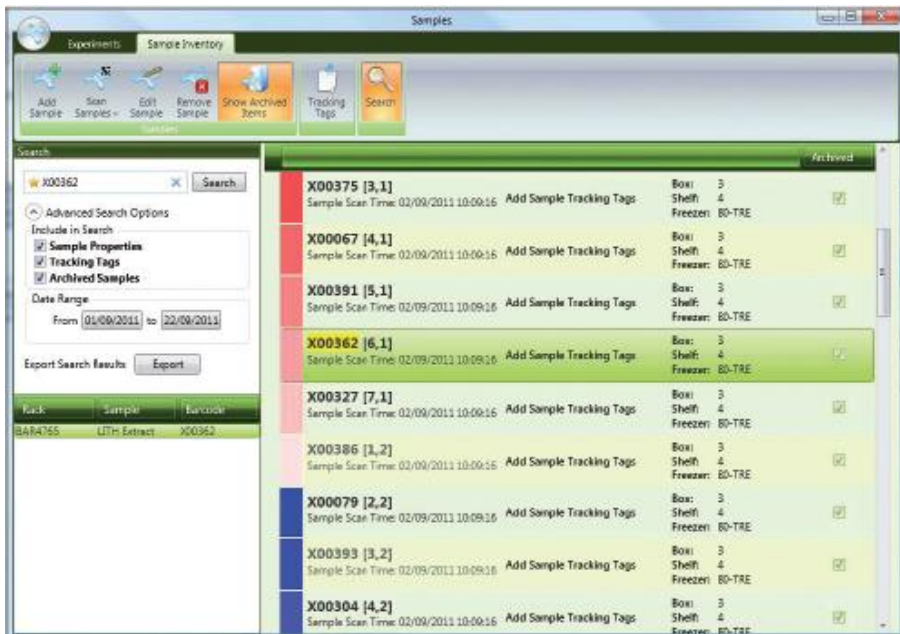 Samples
Experiments
Sample Inventory
Add Sample
Scan Samples
Edit Sample
Remove Sample
Show Archived Items
Tracking Tags
Search
Samples
Search
X00362
Search
Advanced Search Options
Include in Search
Sample Properties
Tracking Tags
Archived Samples
Date Range
From 01/09/2011 to 22/09/2011
Export Search Results Export
Rack Sample Barcode
BAR4765 LITH Extract X00362
Archived
X00375 [3,1]
Sample Scan Time: 02/09/2011 10:09:16 Add Sample Tracking Tags
Box: 3
Shelf: 4
Freezer: 80-TRE
X00067 [4,1]
Sample Scan Time: 02/09/2011 10:09:16 Add Sample Tracking Tags
Box: 3
Shelf: 4
Freezer: 80-TRE
X00391 [5,1]
Sample Scan Time: 02/09/2011 10:09:16 Add Sample Tracking Tags
Box: 3
Shelf: 4
Freezer: 80-TRE
X00362 [6,1]
Sample Scan Time: 02/09/2011 10:09:16 Add Sample Tracking Tags
Box: 3
Shelf: 4
Freezer: 80-TRE
X00327 [7,1]
Sample Scan Time: 02/09/2011 10:09:16 Add Sample Tracking Tags
Box: 3
Shelf: 4
Freezer: 80-TRE
X00386 [1,2]
Sample Scan Time: 02/09/2011 10:09:16 Add Sample Tracking Tags
Box: 3
Shelf: 4
Freezer: 80-TRE
X00079 [2,2]
Sample Scan Time: 02/09/2011 10:09:16 Add Sample Tracking Tags
Box: 3
Shelf: 4
Freezer: 80-TRE
X00393 [3,2]
Sample Scan Time: 02/09/2011 10:09:16 Add Sample Tracking Tags
Box: 3
Shelf: 4
Freezer: 80-TRE
X00304 [4,2]
Sample Scan Time: 02/09/2011 10:09:16 Add Sample Tracking Tags
Box: 3
Shelf: 4
Freezer: 80-TRE